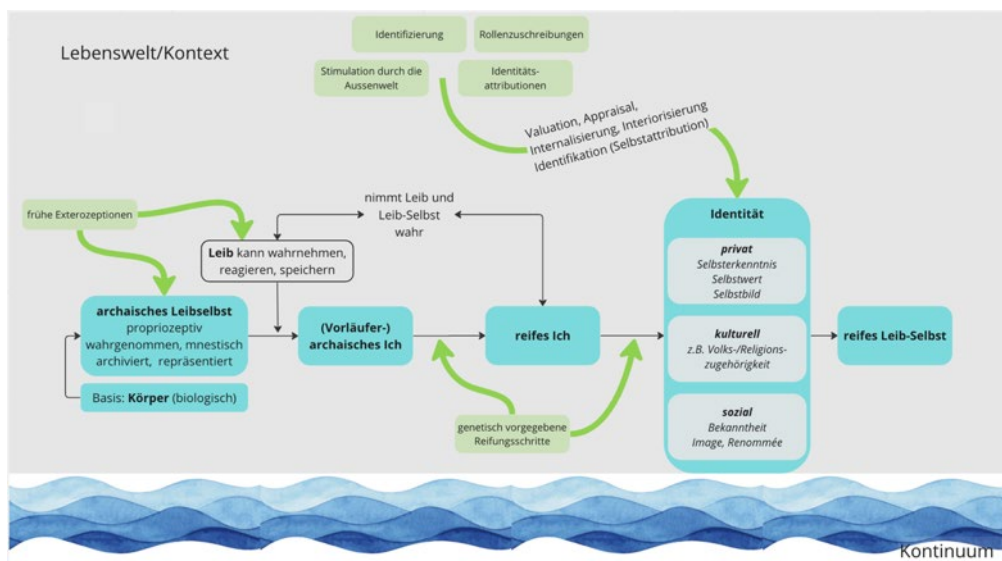 Lebenswelt/Kontext
Identifizierung
Rollenzuschreibungen
Stimulation durch die
Aussenwelt
Identitäts-
attributionen
Valuation, Appraisal,
Internalisierung, Interiorisierung
Identifikation (Selbstattribution)
frühe Exterozeptionen
nimmt Leib und
Leib-Selbst
wahr
Leib kann wahrnehmen,
reagieren, speichern
archaisches Leibselbst
propriozeptiv
wahrgenommen, mnestisch
archiviert, repräsentiert
Basis: Körper (biologisch)
(Vorläufer-)
archaisches Ich
reifes Ich
genetisch vorgegebene
Reifungsschritte
Identität
privat
Selbsterkenntnis
Selbstwert
Selbstbild
kulturell
z.B. Volks-/Religions-
zugehörigkeit
sozial
Bekanntheit
Image, Renommée
reifes Leib-Selbst
Kontinuum